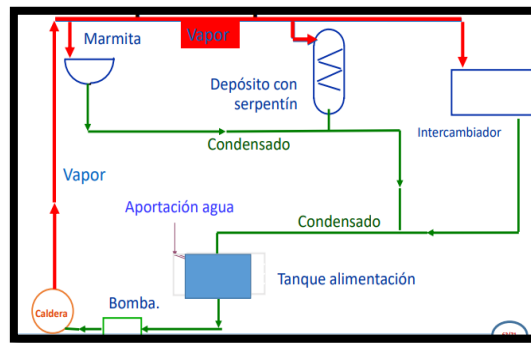 Marmita
Vapor
Depósito con
serpentín
Intercambiador
Condensado
Vapor
Aportación agua
Condensado
Tanque alimentación
Bomba.
Caldera